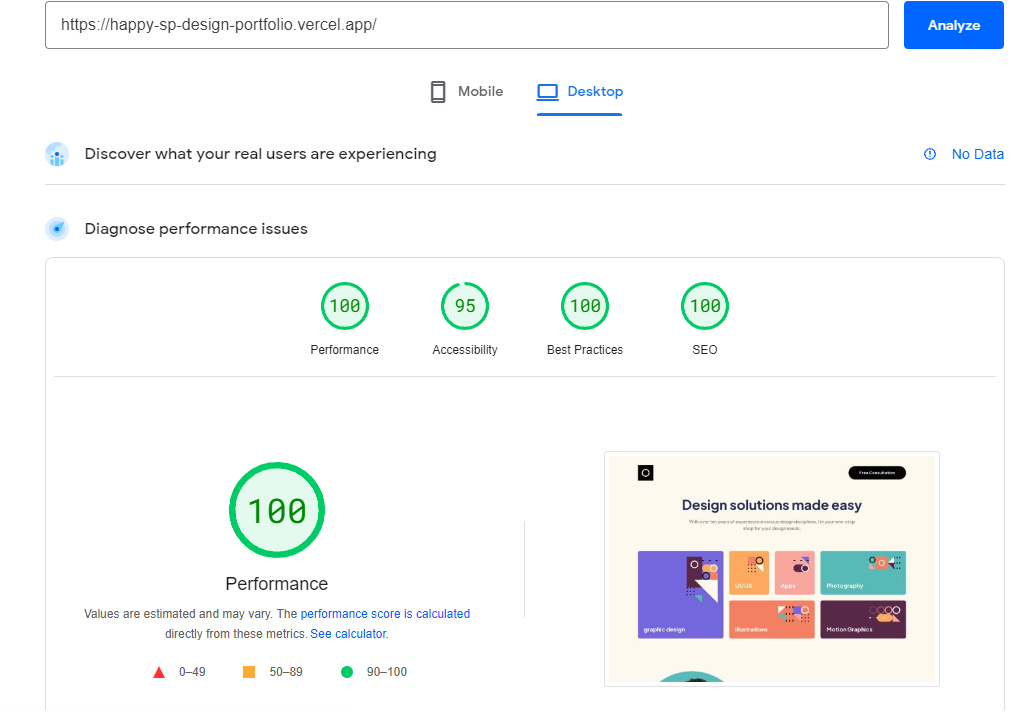 https://happy-sp-design-portfolio.vercel.app/
Analyze
Mobile
Desktop
Discover what your real users are experiencing
No Data
Diagnose performance issues
100
95
100
100
Performance
Accessibility
Best Practices
SEO
100
Performance
Values are estimated and may vary. The performance score is calculated
directly from these metrics. See calculator.
0–49
50–89
90–100
Free Consultation
Design solutions made easy
With over ten years of experience in various design disciplines, I'm your one-stop
shop for your design needs.
graphic design
UI/UX
Apps
Photography
Illustrations
Motion Graphics